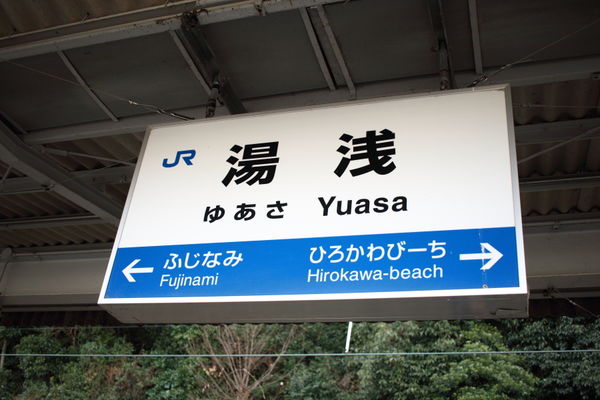 JR
湯浅
ゆあさ Yuasa
ふじなみ
Fujinami
ひろかわびーち
Hirokawa-beach